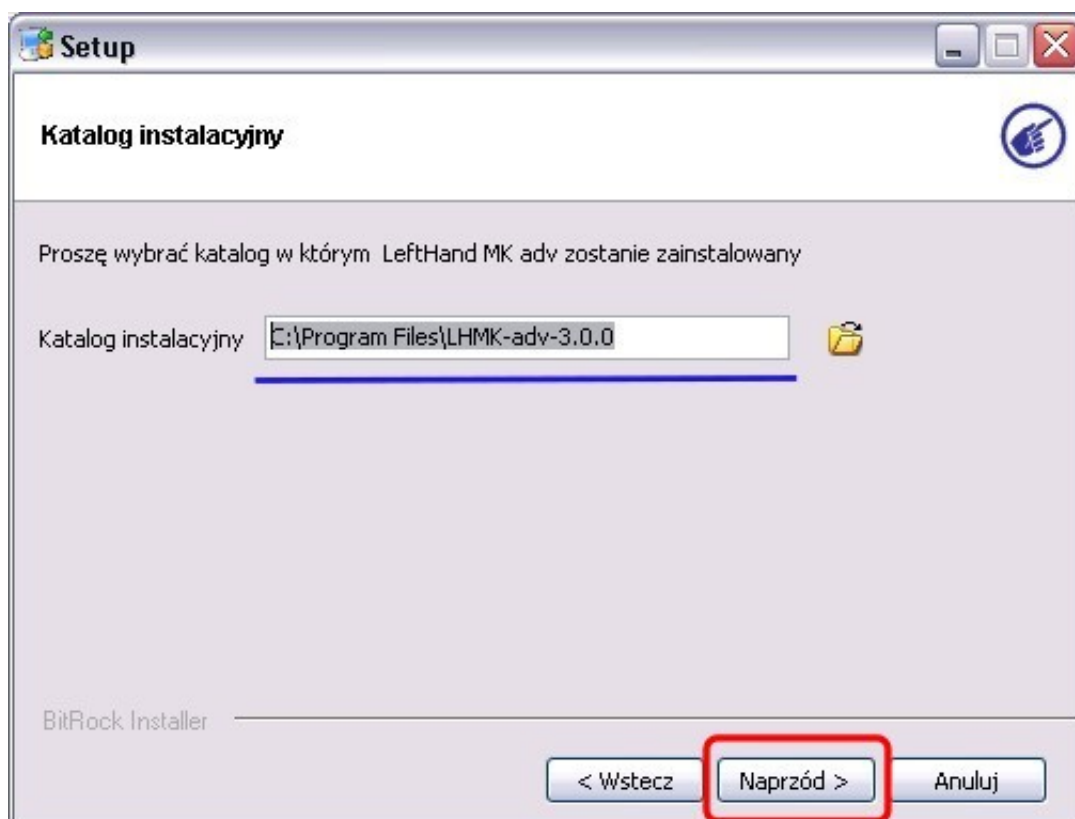 Setup
Katalog instalacyjny
Proszę wybrać katalog w którym LeftHand MK adv zostanie zainstalowany
Katalog instalacyjny C:\Program Files\LHMK-adv-3.0.0
BitRock Installer
< Wstecz Naprzód > Anuluj